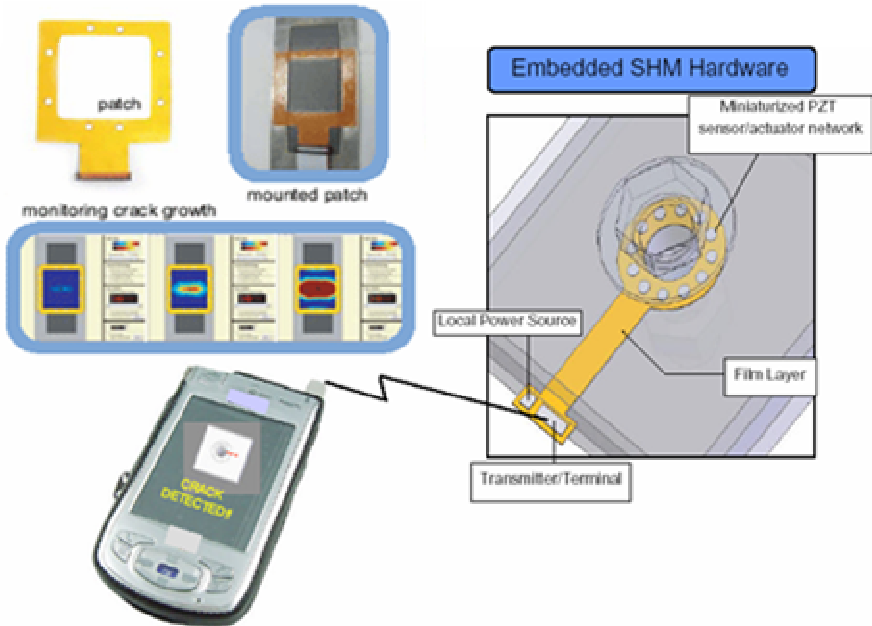 patch
mounted patch
monitoring crack growth
CRACK
DETECTED!!
Embedded SHM Hardware
Miniaturized PZT
sensor/actuator network
Local Power Source
Film Layer
Transmitter/Terminal